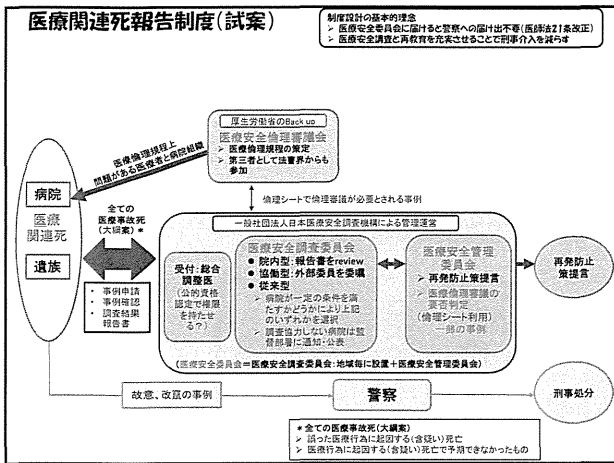 医療関連死報告制度(試案)
制度設計の基本的理念
➢ 医療安全委員会に届けると警察への届け出不要(医師法21条改正)
➢ 医療安全調査と再教育を充実させることで刑事介入を減らす
厚生労働省のBack up
医療安全倫理審議会
➢ 医療倫理規程の策定
➢ 第三者として法曹界からも
参加
医療倫理規程上
問題がある医療者と病院組織
倫理シートで倫理審議が必要とされる事例
病院
医療
関連死
遺族
全ての
医療事故死
(大綱案) *
• 事例申請
• 事例確認
• 調査結果
報告書
一般社団法人日本医療安全調査機構による管理運営
受付:総合
調整医
(公的資格
認定で権限
を持たせ
る?)
医療安全調査委員会
● 院内型:報告書をreview
● 協働型:外部委員を委嘱
● 従来型
➢ 病院が一定の条件を満
たすかどうかにより上記
のいずれかを選択
➢ 調査協力しない病院は監
督部署に通知・公表
医療安全管理
委員会
➢ 再発防止策提言
➢ 医療倫理審議の
要否判定
(倫理シート利用)
一部の事例
(医療安全委員会=医療安全調査委員会:地域毎に設置+医療安全管理委員会)
再発防止策
提言
故意、改竄の事例
警察
刑事処分
* 全ての医療事故死(大綱案)
➢ 誤った医療行為に起因する(含疑い)死亡
➢ 医療行為に起因する(含疑い)死亡で予期できなかったもの